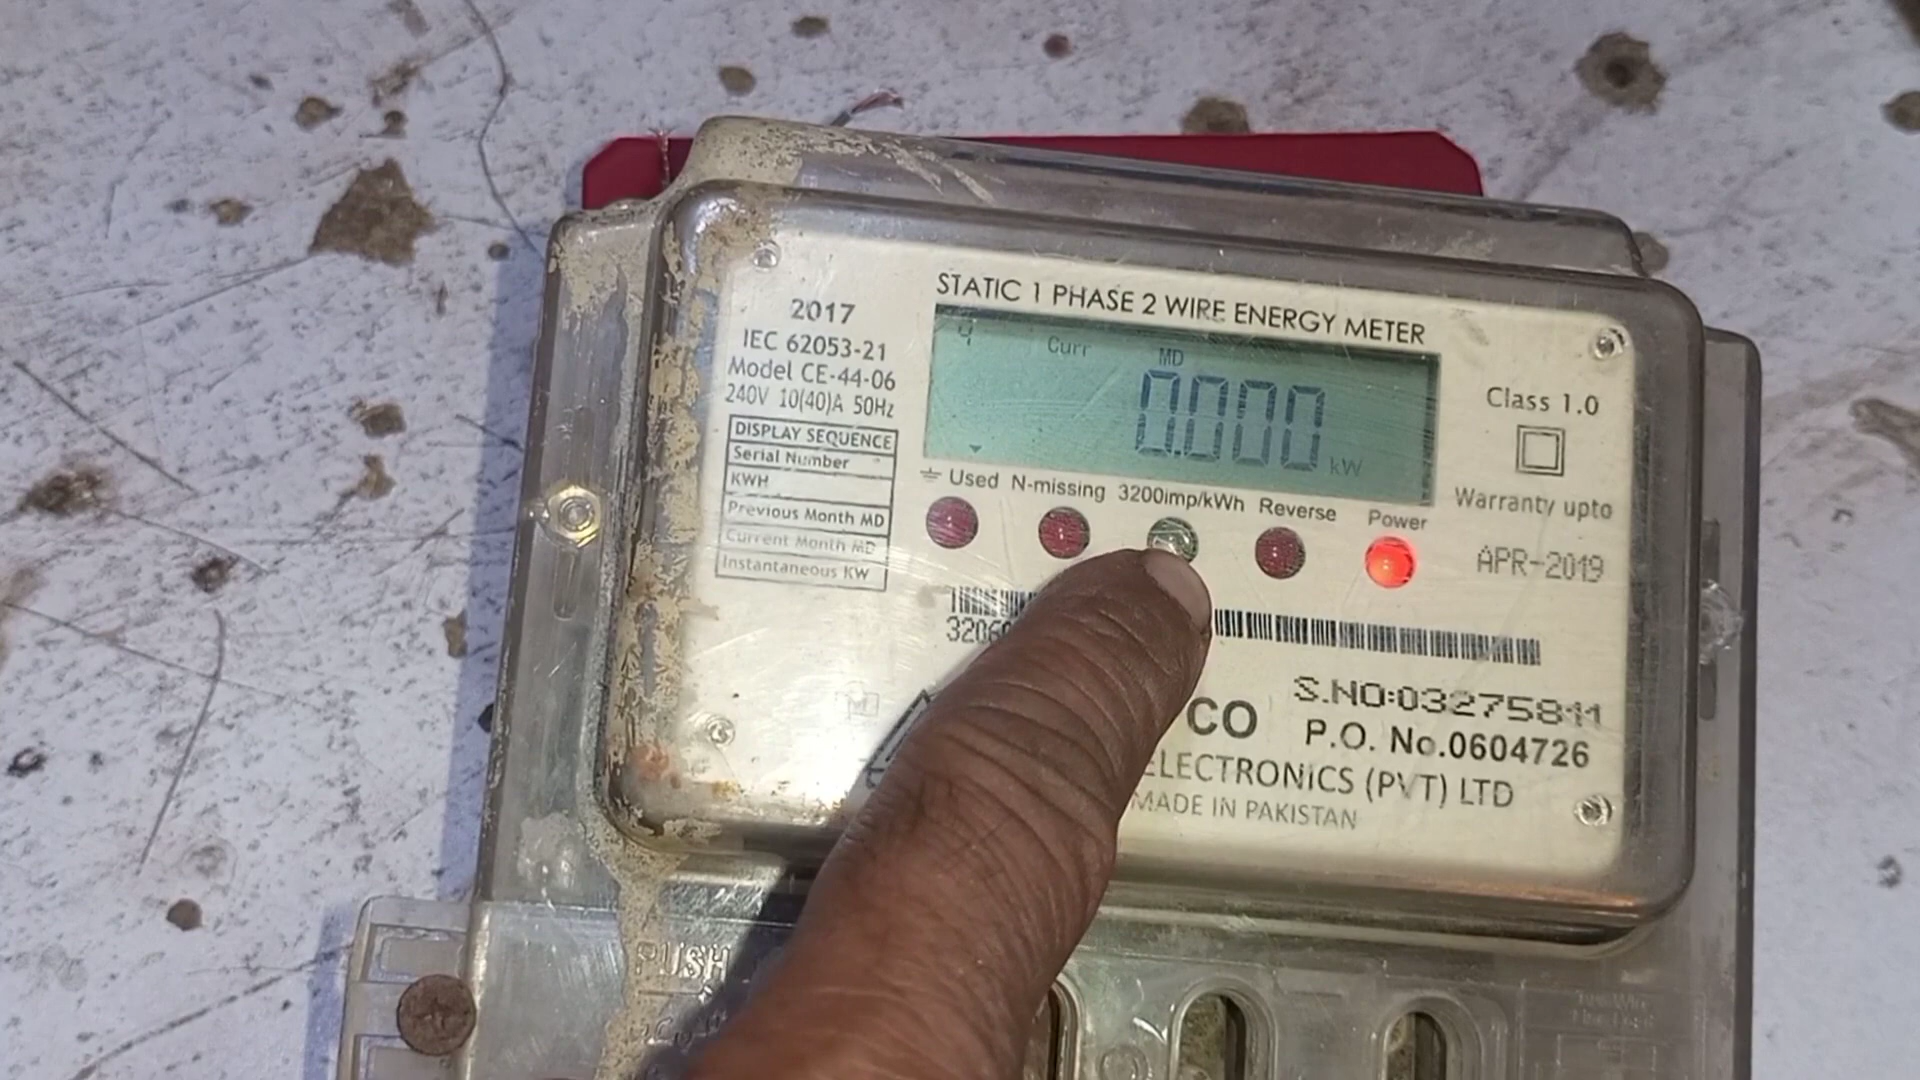 STATIC 1 PHASE 2 WIRE ENERGY METER
2017
IEC 62053-21
Model CE-44-06
240V 10(40)A 50Hz
DISPLAY SEQUENCE
Serial Number
KWH
Previous Month MD
Current Month MD
Instantaneous KW
9 Curr MD
0.000 kW
Class 1.0
Warranty upto
APR-2019
Used N-missing 3200imp/kWh Reverse Power
S.NO:03275811
CO
P.O. No.0604726
ELECTRONICS (PVT) LTD
MADE IN PAKISTAN
PUSH